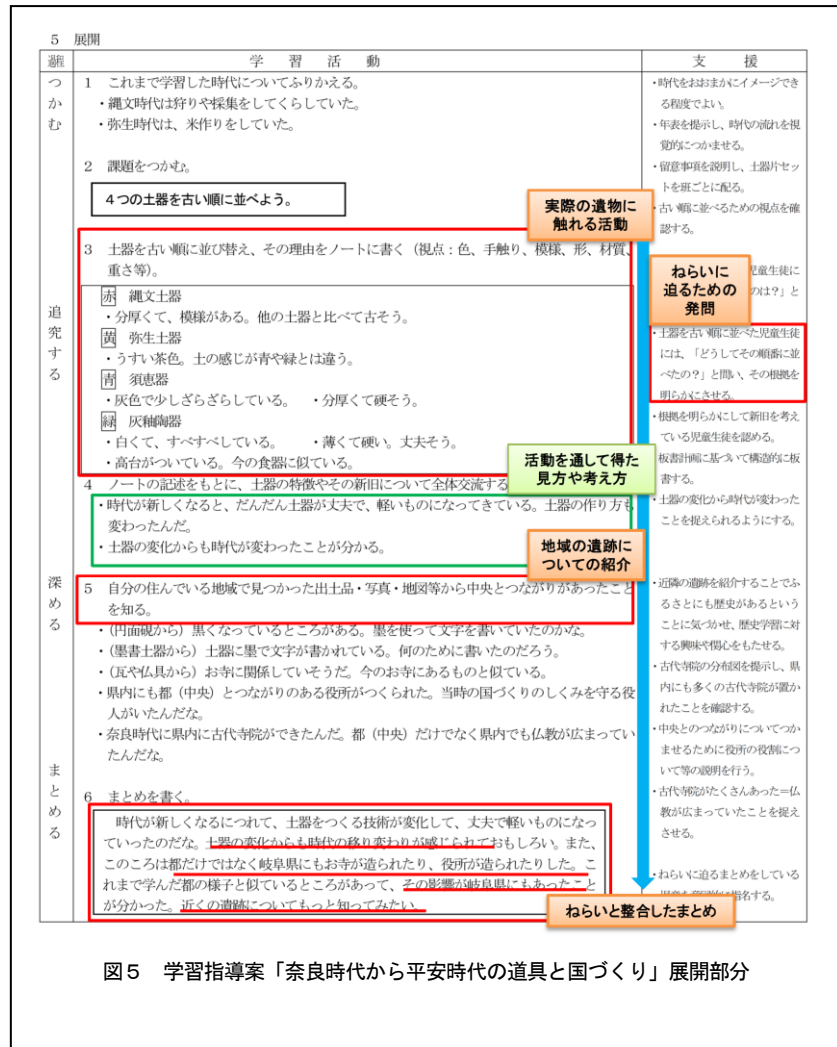 5 展開
過程
学 習 活 動
支 援
つかむ
1 これまで学習した時代についてふりかえる。
・縄文時代は狩りや採集をしてくらしていた。
・弥生時代は、米作りをしていた。
2 課題をつかむ。
4つの土器を古い順に並べよう。
・時代をおおまかにイメージでき
る程度でよい。
・年表を提示し、時代の流れを視
覚的につかませる。
・留意事項を説明し、土器片セッ
トを班ごとに配る。
・古い順に並べるための視点を確
認する。
実際の遺物に
触れる活動
追究する
3 土器を古い順に並び替え、その理由をノートに書く(視点:色、手触り、模様、形、材質、
重さ等)。
赤 縄文土器
・分厚くて、模様がある。他の土器と比べて古そう。
黄 弥生土器
・うすい茶色。土の感じが青や緑とは違う。
青 須恵器
・灰色で少しざらざらしている。 ・分厚くて硬そう。
緑 灰釉陶器
・白くて、すべすべしている。 ・薄くて硬い。丈夫そう。
・高台がついている。今の食器に似ている。
ねらいに
迫るための
発問
児童生徒に
のは?」と
・土器を古い順に並べた児童生徒
には、「どうしてその順番に並
べたの?」と問い、その根拠を
明らかにさせる。
・根拠を明らかにして新旧を考え
ている児童生徒を認める。
板書計画に基づいて構造的に板
書する。
・土器の変化から時代が変わった
ことを捉えられるようにする。
活動を通して得た
見方や考え方
4 ノートの記述をもとに、土器の特徴やその新旧について全体交流する
・時代が新しくなると、だんだん土器が丈夫で、軽いものになってきている。土器の作り方も
変わったんだ。
・土器の変化からも時代が変わったことが分かる。
地域の遺跡に
ついての紹介
深める
5 自分の住んでいる地域で見つかった出土品・写真・地図等から中央とつながりがあったこと
を知る。
・(円面硯から)黒くなっているところがある。墨を使って文字を書いていたのかな。
・(墨書土器から)土器に墨で文字が書かれている。何のために書いたのだろう。
・(瓦や仏具から)お寺に関係していそうだ。今のお寺にあるものと似ている。
・県内にも都(中央)とつながりのある役所がつくられた。当時の国づくりのしくみを守る役
人がいたんだな。
・奈良時代に県内に古代寺院ができたんだ。都(中央)だけでなく県内でも仏教が広まってい
たんだな。
・近隣の遺跡を紹介することでふ
るさとにも歴史があるという
ことに気づかせ、歴史学習に対
する興味や関心をもたせる。
・古代寺院の分布図を提示し、県
内にも多くの古代寺院が置か
れたことを確認する。
・中央とのつながりについてつか
ませるために役所の役割につ
いて等の説明を行う。
・古代寺院がたくさんあった=仏
教が広まっていたことを捉え
させる。
まとめる
6 まとめを書く。
時代が新しくなるにつれて、土器をつくる技術が変化して、丈夫で軽いものになっ
ていったのだな。土器の変化からも時代の移り変わりが感じられておもしろい。また、
このころは都だけではなく岐阜県にもお寺が造られたり、役所が造られたりした。こ
れまで学んだ都の様子と似ているところがあって、その影響が岐阜県にもあったこと
が分かった。近くの遺跡についてもっと知ってみたい。
・ねらいに迫るまとめをしている
指名する。
ねらいと整合したまとめ
図5 学習指導案「奈良時代から平安時代の道具と国づくり」展開部分